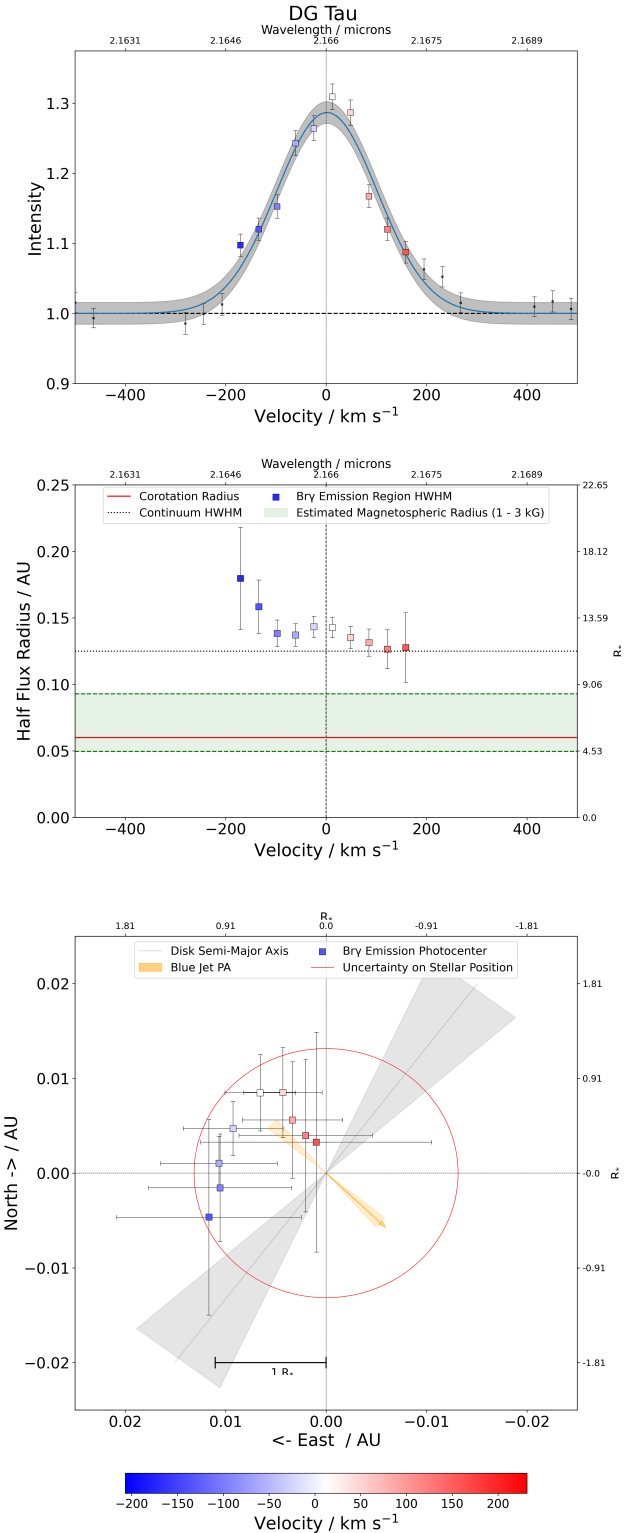 DG Tau
Wavelength / microns
2.1631 2.1646 2.166 2.1675 2.1689
Intensity
1.3
1.2
1.1
1.0
0.9
−400 −200 0 200 400
Velocity / km s⁻¹
Wavelength / microns
2.1631 2.1646 2.166 2.1675 2.1689
Corotation Radius
Continuum HWHM
Brγ Emission Region HWHM
Estimated Magnetospheric Radius (1 - 3 kG)
Half Flux Radius / AU
0.25
0.20
0.15
0.10
0.05
0.00
22.65
18.12
13.59
9.06
4.53
0.0
R*
−400 −200 0 200 400
Velocity / km s⁻¹
R*
1.81 0.91 0.0 -0.91 -1.81
Disk Semi-Major Axis
Blue Jet PA
Brγ Emission Photocenter
Uncertainty on Stellar Position
North -> / AU
0.02
0.01
0.00
−0.01
−0.02
1.81
0.91
-0.0
-0.91
-1.81
R*
1 R*
0.02 0.01 0.00 −0.01 −0.02
<- East / AU
−200 −150 −100 −50 0 50 100 150 200
Velocity / km s⁻¹